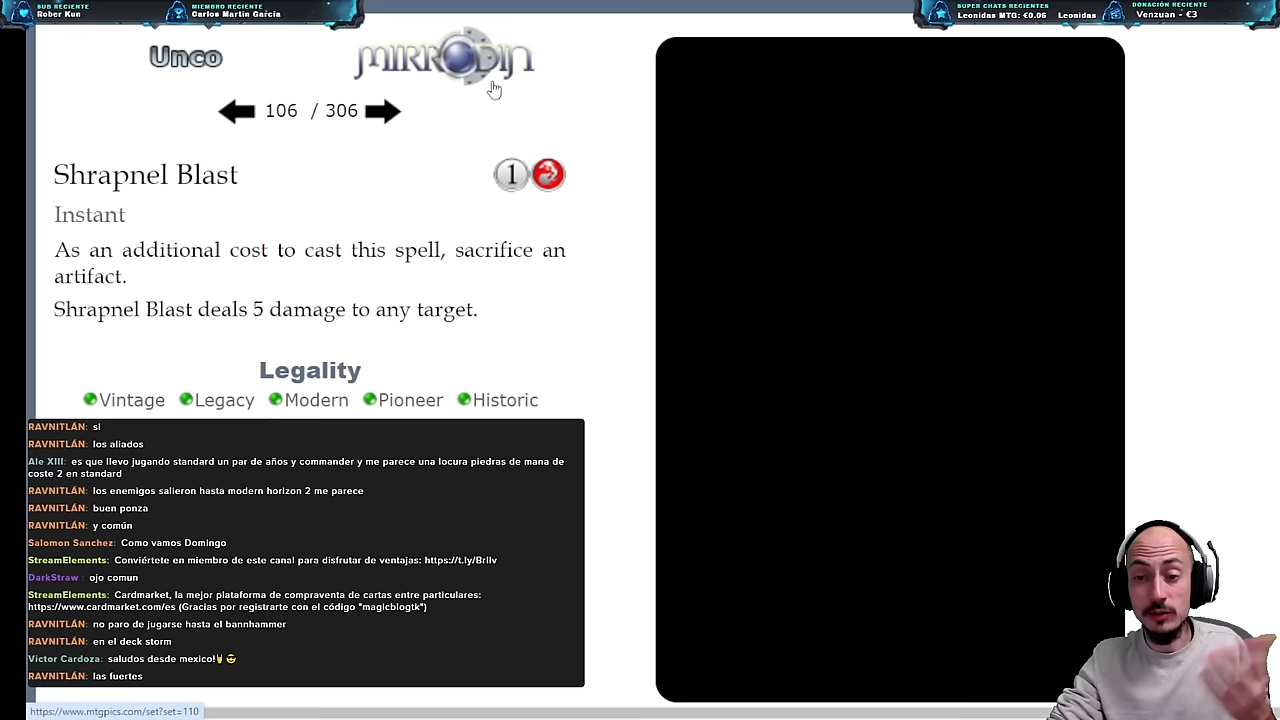 SUB RECIENTE
Rober Kun
MIEMBRO RECIENTE
Carlos Martin Garcia
SUPER CHATS RECIENTES
Leonidas MTG: €0.06 Leonidas
DONACIÓN RECIENTE
Venzuan - €3
Unco
MIRRODIN
106 / 306
Shrapnel Blast
1
Instant
As an additional cost to cast this spell, sacrifice an
artifact.
Shrapnel Blast deals 5 damage to any target.
Legality
Vintage Legacy Modern Pioneer Historic
RAVNITLÁN: si
RAVNITLÁN: los aliados
Ale XIII: es que llevo jugando standard un par de años y commander y me parece una locura piedras de mana de
coste 2 en standard
RAVNITLÁN: los enemigos salieron hasta modern horizon 2 me parece
RAVNITLÁN: buen ponza
RAVNITLÁN: y común
Salomon Sanchez: Como vamos Domingo
StreamElements: Conviértete en miembro de este canal para disfrutar de ventajas: https://t.ly/BrIIv
DarkStraw : ojo comun
StreamElements: Cardmarket, la mejor plataforma de compraventa de cartas entre particulares:
https://www.cardmarket.com/es (Gracias por registrarte con el código "magicblogtk")
RAVNITLÁN: no paro de jugarse hasta el bannhammer
RAVNITLÁN: en el deck storm
Victor Cardoza: saludos desde mexico!🤘😎
RAVNITLÁN: las fuertes
https://www.mtgpics.com/set?set=110